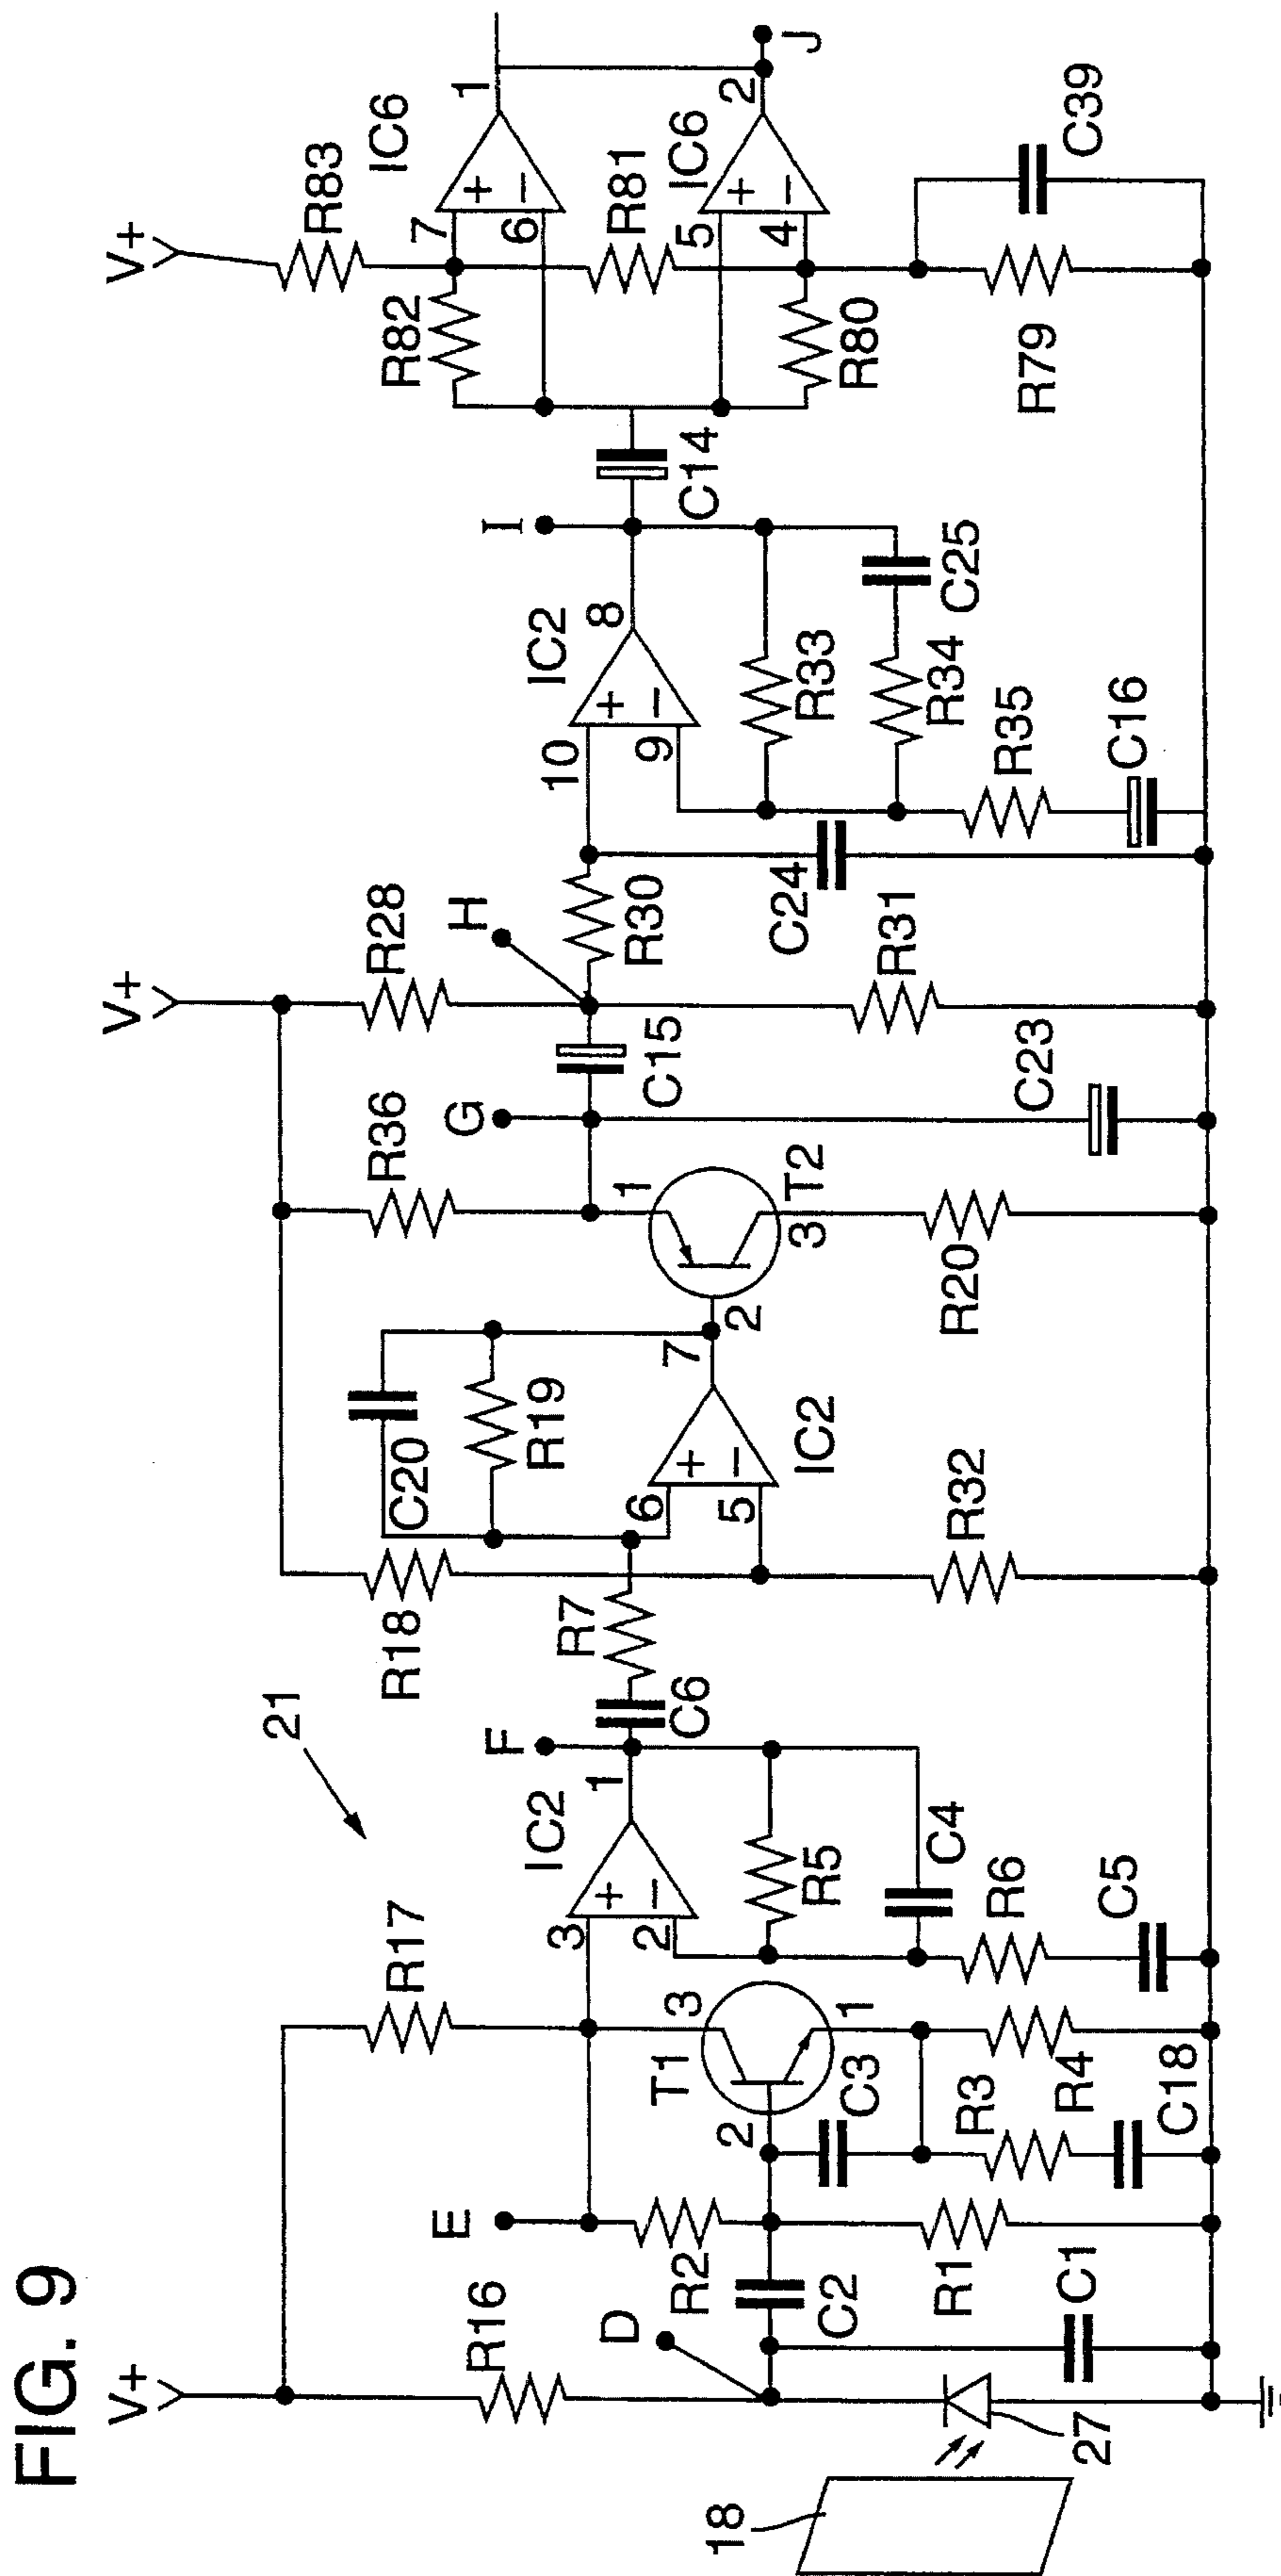 FIG. 9
21
V+
V+
V+
R16
R17
R18
R36
R28
R83
D
E
F
G
H
I
J
R2
C2
R1
C1
27
18
T1
2
3
1
C3
R3
R4
C18
IC2
3
2
1
R5
C4
R6
C5
C6
R7
C20
R19
6
5
7
IC2
R32
T2
2
1
3
R20
C15
C23
R30
R31
C24
IC2
10
9
8
R33
R34
C25
R35
C16
C14
R82
R81
R80
IC6
7
6
1
IC6
5
4
2
R79
C39